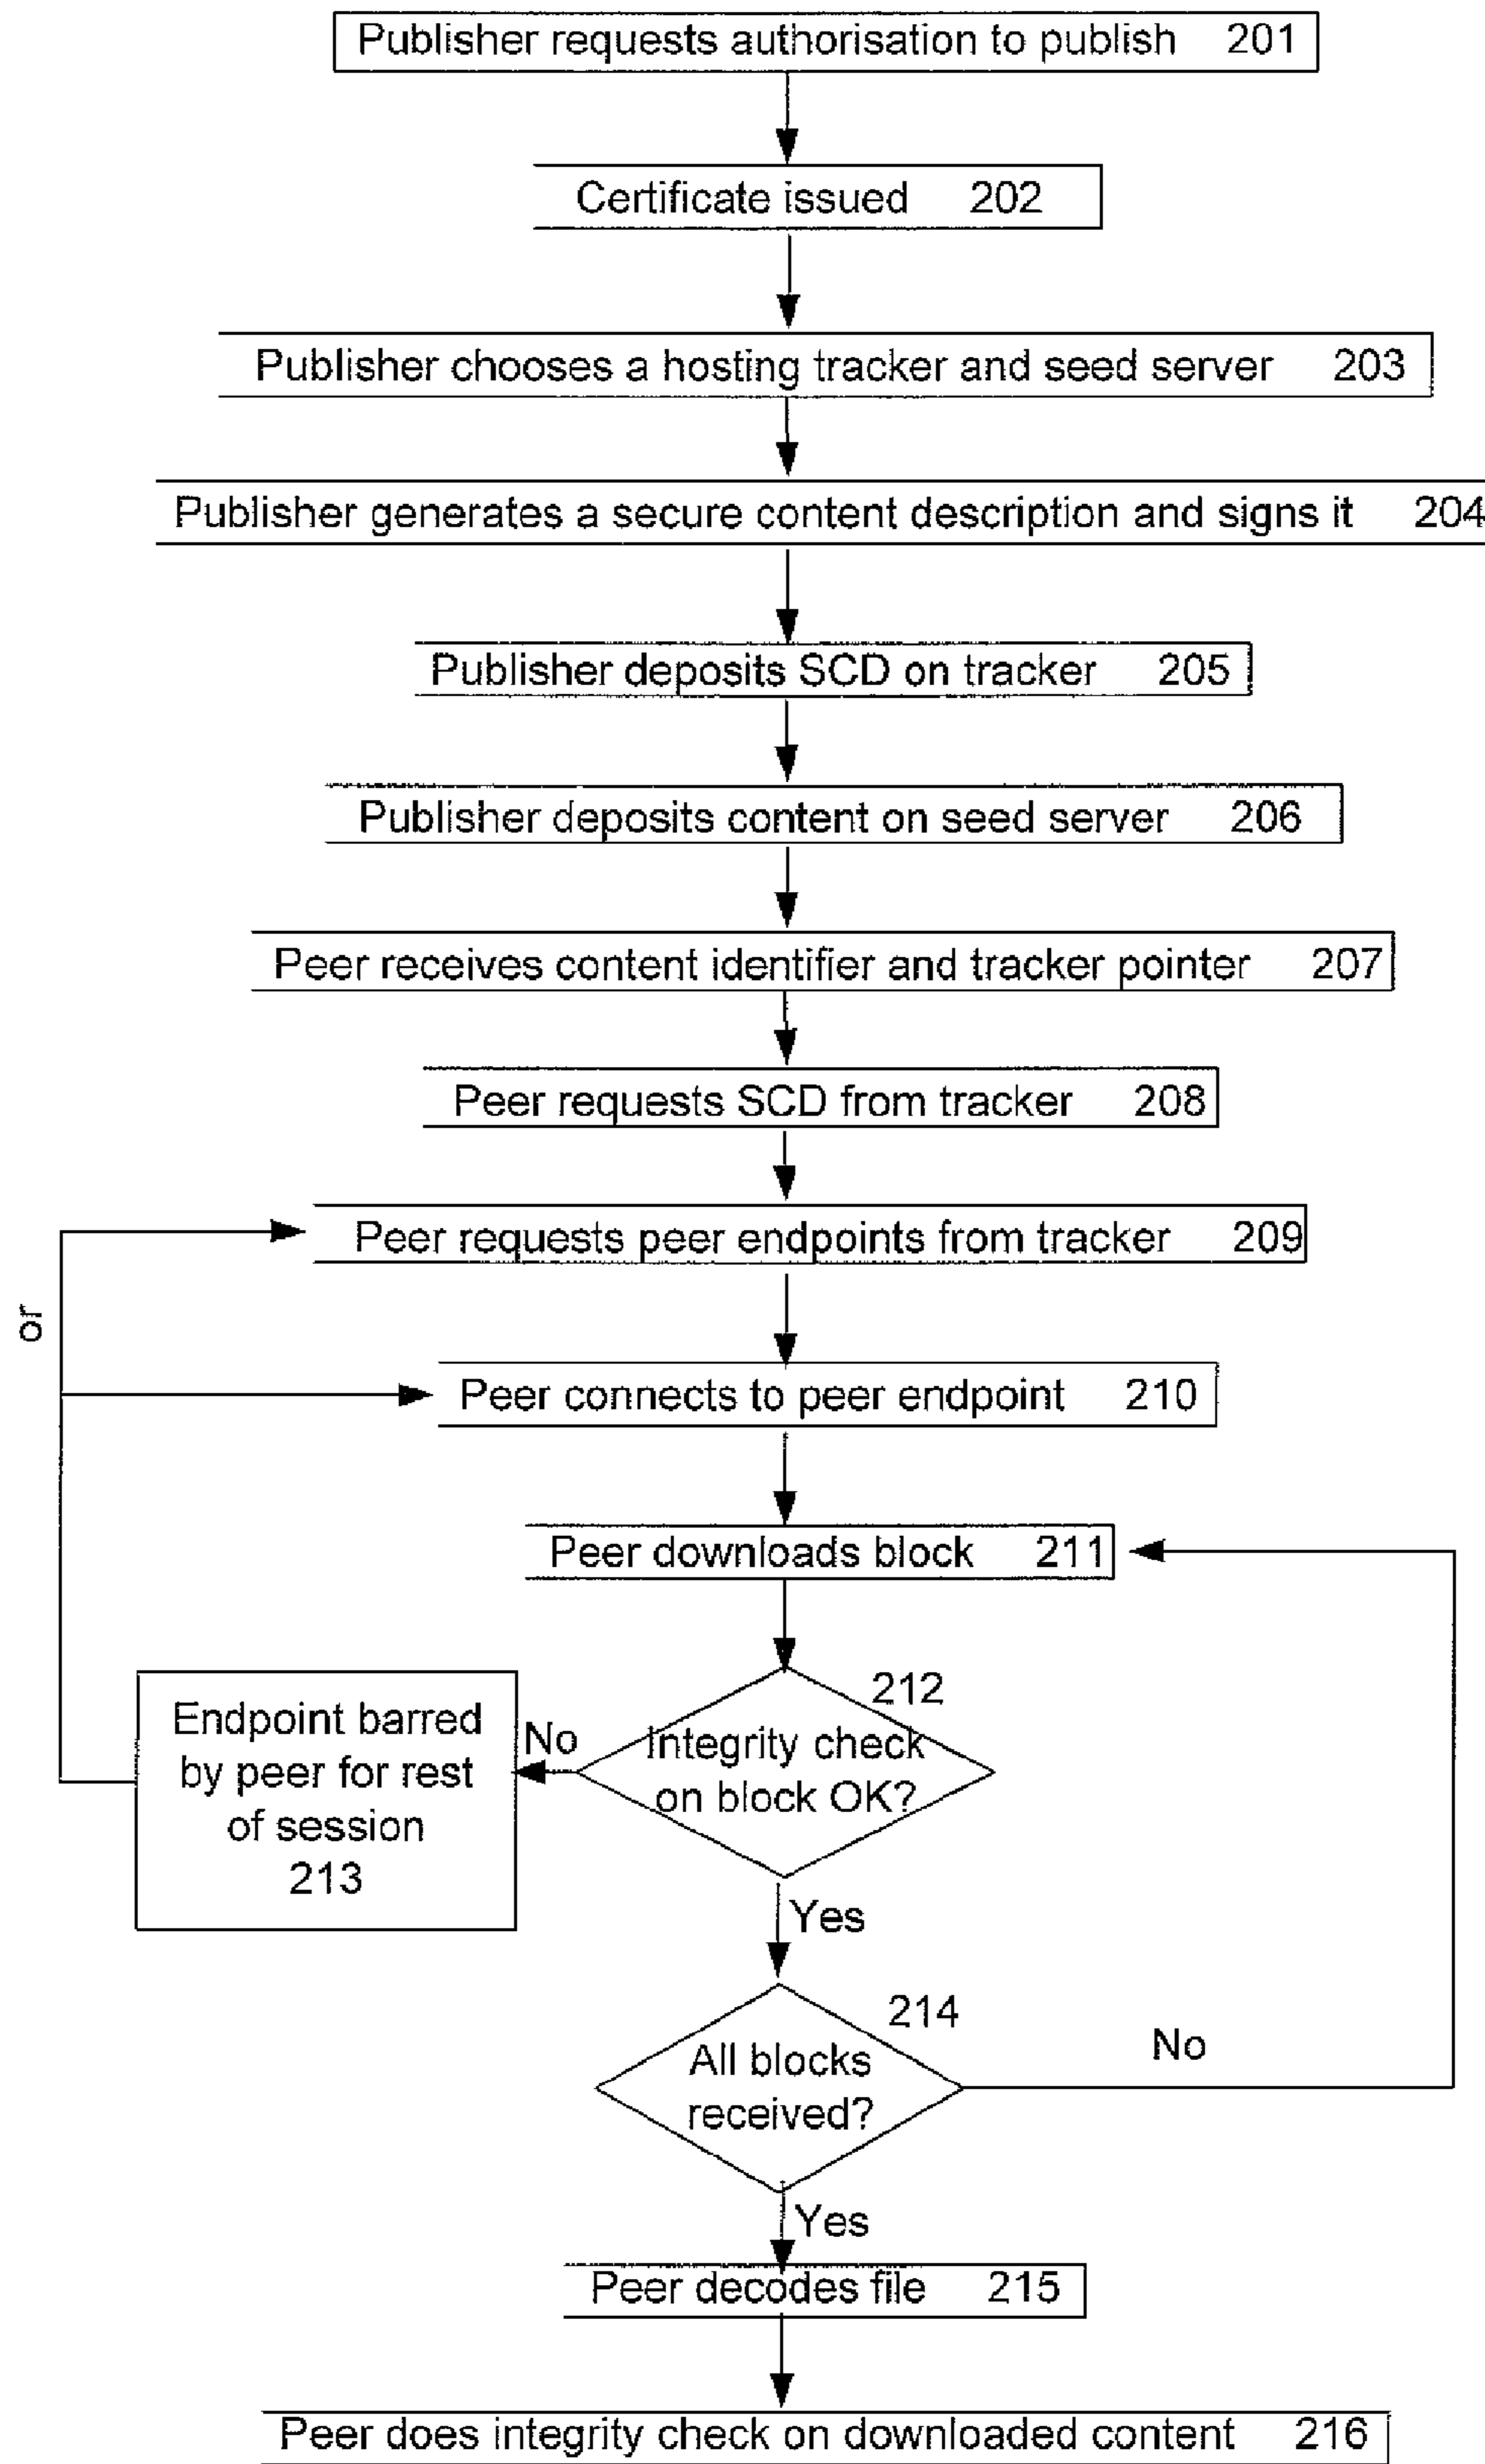 Publisher requests authorisation to publish 201
Certificate issued 202
Publisher chooses a hosting tracker and seed server 203
Publisher generates a secure content description and signs it 204
Publisher deposits SCD on tracker 205
Publisher deposits content on seed server 206
Peer receives content identifier and tracker pointer 207
Peer requests SCD from tracker 208
Peer requests peer endpoints from tracker 209
or
Peer connects to peer endpoint 210
Peer downloads block 211
212
Integrity check
on block OK?
No
Endpoint barred
by peer for rest
of session
213
Yes
214
All blocks
received?
No
Yes
Peer decodes file 215
Peer does integrity check on downloaded content 216